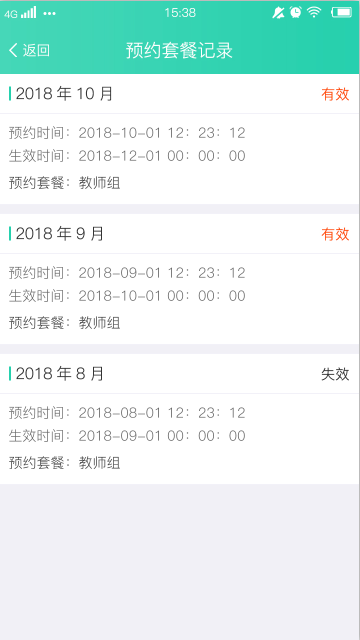 4G 15:38
返回 预约套餐记录
2018 年 10 月 有效
预约时间：2018-10-01 12：23：12
生效时间：2018-12-01 00：00：00
预约套餐：教师组
2018 年 9 月 有效
预约时间：2018-09-01 12：23：12
生效时间：2018-10-01 00：00：00
预约套餐：教师组
2018 年 8 月 失效
预约时间：2018-08-01 12：23：12
生效时间：2018-09-01 00：00：00
预约套餐：教师组